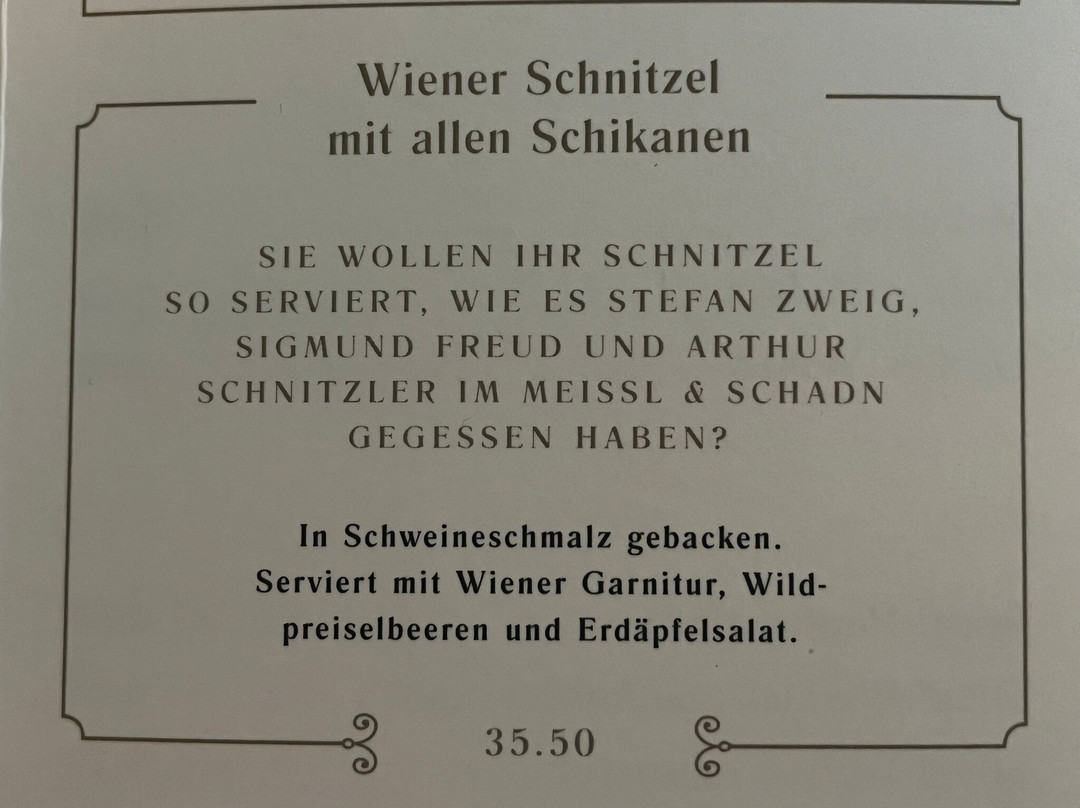 Wiener Schnitzel
mit allen Schikanen
SIE WOLLEN IHR SCHNITZEL
SO SERVIERT, WIE ES STEFAN ZWEIG,
SIGMUND FREUD UND ARTHUR
SCHNITZLER IM MEISSL & SCHADN
GEGESSEN HABEN?
In Schweineschmalz gebacken.
Serviert mit Wiener Garnitur, Wild-
preiselbeeren und Erdäpfelsalat.
35.50